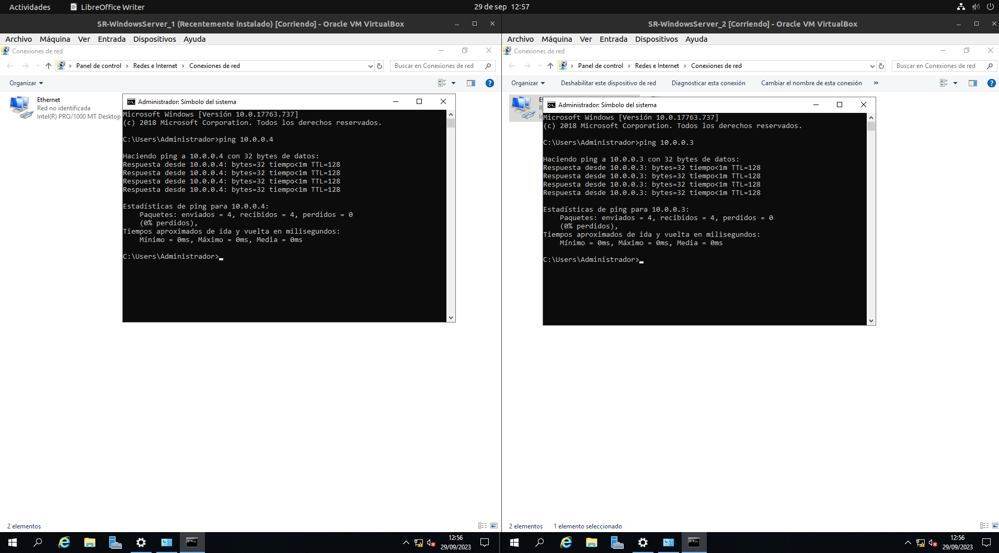 Actividades LibreOffice Writer 29 de sep 12:57
SR-WindowsServer_1 (Recentemente instalado) [Corriendo] - Oracle VM VirtualBox
Archivo Máquina Ver Entrada Dispositivos Ayuda
Conexiones de red
Panel de control Redes e Internet Conexiones de red Buscar en Conexiones de red
Organizar
Ethernet
Red no identificada
Intel(R) PRO/1000 MT Desktop
Administrador: Símbolo del sistema
Microsoft Windows [Versión 10.0.17763.737]
(c) 2018 Microsoft Corporation. Todos los derechos reservados.
C:\Users\Administrador>ping 10.0.0.4
Haciendo ping a 10.0.0.4 con 32 bytes de datos:
Respuesta desde 10.0.0.4: bytes=32 tiempo<1m TTL=128
Respuesta desde 10.0.0.4: bytes=32 tiempo<1m TTL=128
Respuesta desde 10.0.0.4: bytes=32 tiempo<1m TTL=128
Respuesta desde 10.0.0.4: bytes=32 tiempo<1m TTL=128
Estadísticas de ping para 10.0.0.4:
Paquetes: enviados = 4, recibidos = 4, perdidos = 0
(0% perdidos),
Tiempos aproximados de ida y vuelta en milisegundos:
Mínimo = 0ms, Máximo = 0ms, Media = 0ms
C:\Users\Administrador>
2 elementos
12:56
29/09/2023
SR-WindowsServer_2 [Corriendo] - Oracle VM VirtualBox
Archivo Máquina Ver Entrada Dispositivos Ayuda
Conexiones de red
Panel de control Redes e Internet Conexiones de red Buscar en Conexiones de red
Organizar Deshabilitar este dispositivo de red Diagnosticar esta conexión Cambiar el nombre de esta conexión »
Administrador: Símbolo del sistema
Microsoft Windows [Versión 10.0.17763.737]
(c) 2018 Microsoft Corporation. Todos los derechos reservados.
C:\Users\Administrador>ping 10.0.0.3
Haciendo ping a 10.0.0.3 con 32 bytes de datos:
Respuesta desde 10.0.0.3: bytes=32 tiempo<1m TTL=128
Respuesta desde 10.0.0.3: bytes=32 tiempo<1m TTL=128
Respuesta desde 10.0.0.3: bytes=32 tiempo<1m TTL=128
Respuesta desde 10.0.0.3: bytes=32 tiempo<1m TTL=128
Estadísticas de ping para 10.0.0.3:
Paquetes: enviados = 4, recibidos = 4, perdidos = 0
(0% perdidos),
Tiempos aproximados de ida y vuelta en milisegundos:
Mínimo = 0ms, Máximo = 0ms, Media = 0ms
C:\Users\Administrador>
2 elementos 1 elemento seleccionado
12:56
29/09/2023